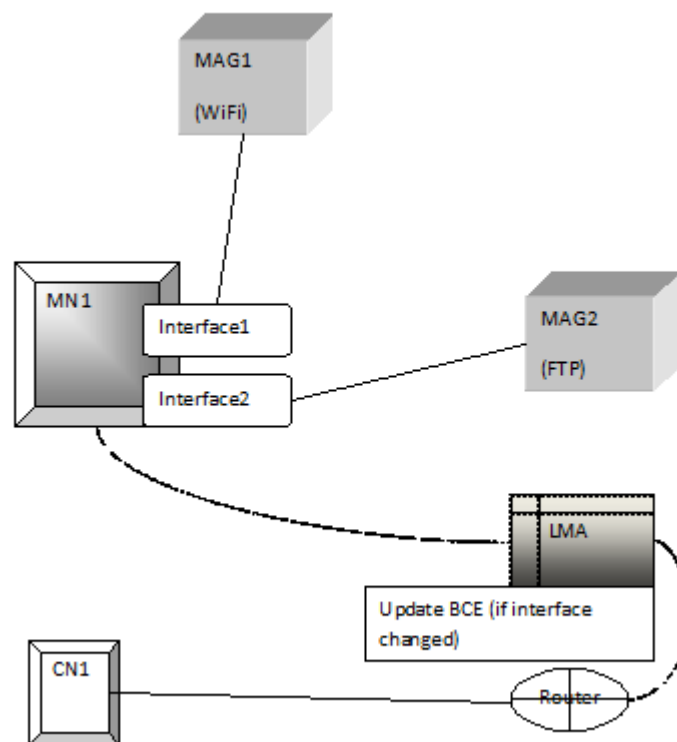 MAG1
(WiFi)
MN1
Interface1
MAG2
(FTP)
Interface2
LMA
Update BCE (if interface
changed)
CN1
Router